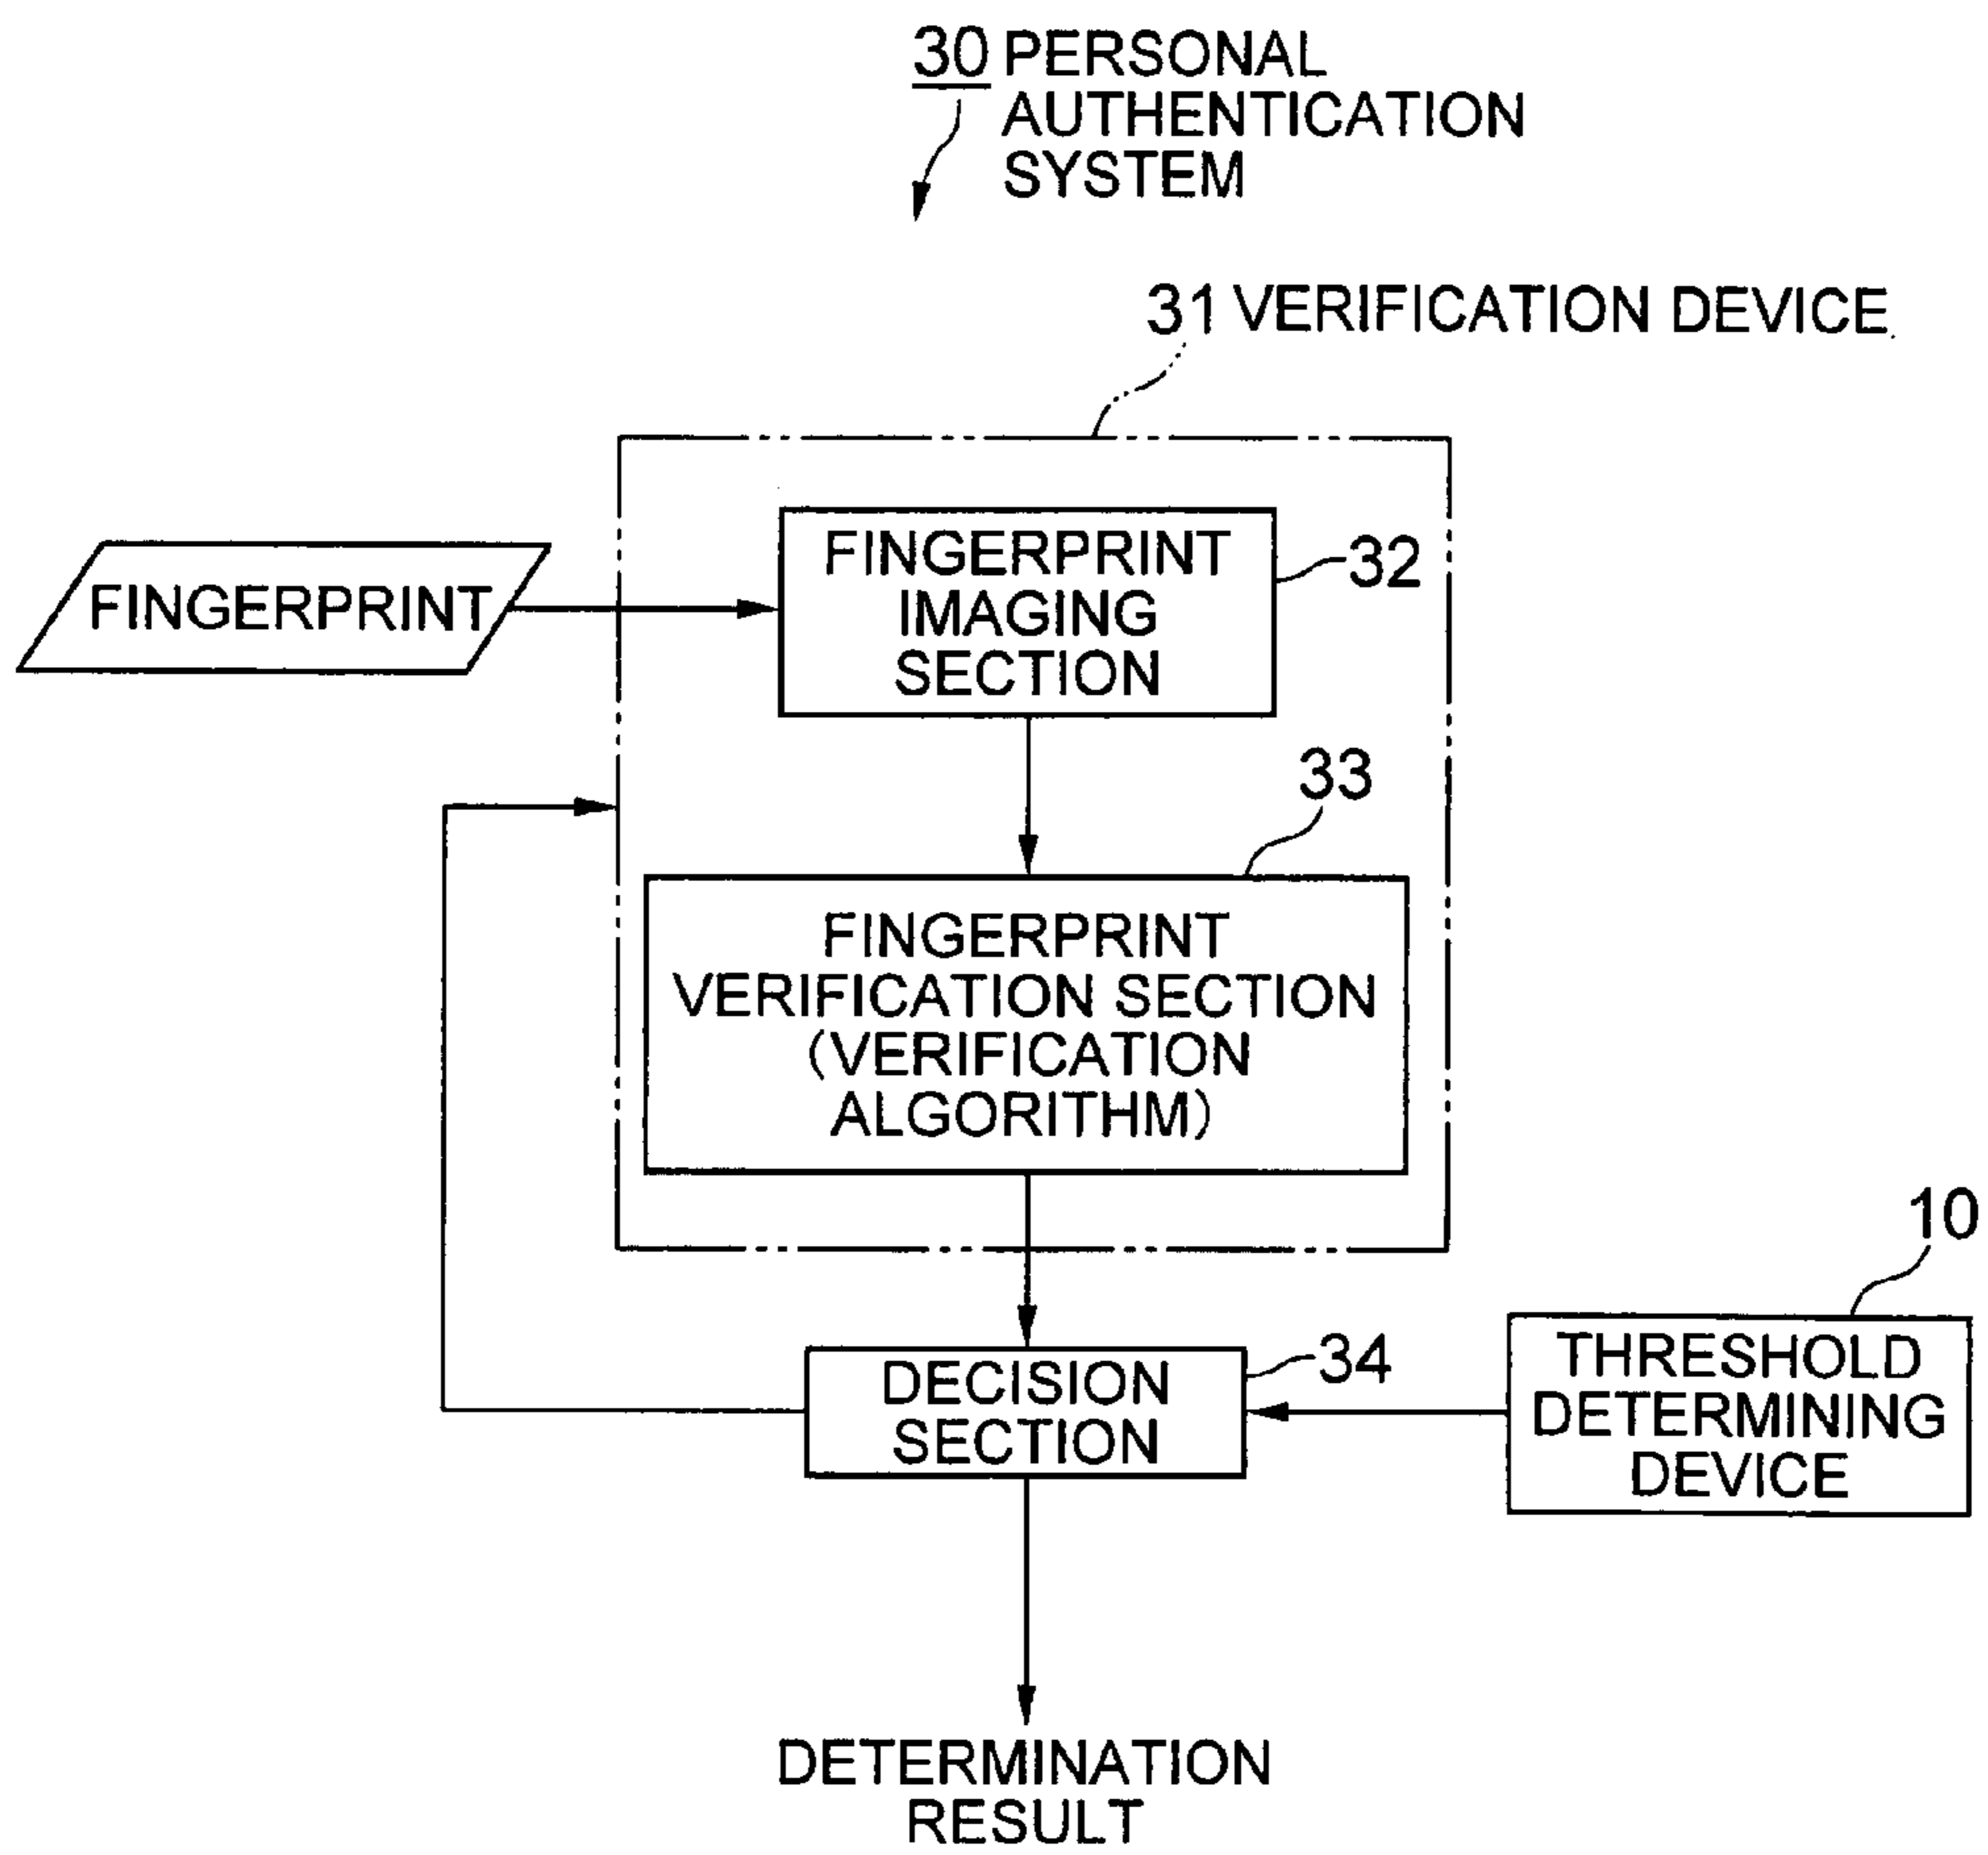 30 PERSONAL
AUTHENTICATION
SYSTEM
31 VERIFICATION DEVICE
FINGERPRINT
FINGERPRINT
IMAGING
SECTION
32
33
FINGERPRINT
VERIFICATION SECTION
(VERIFICATION
ALGORITHM)
10
DECISION
SECTION
34
THRESHOLD
DETERMINING
DEVICE
DETERMINATION
RESULT